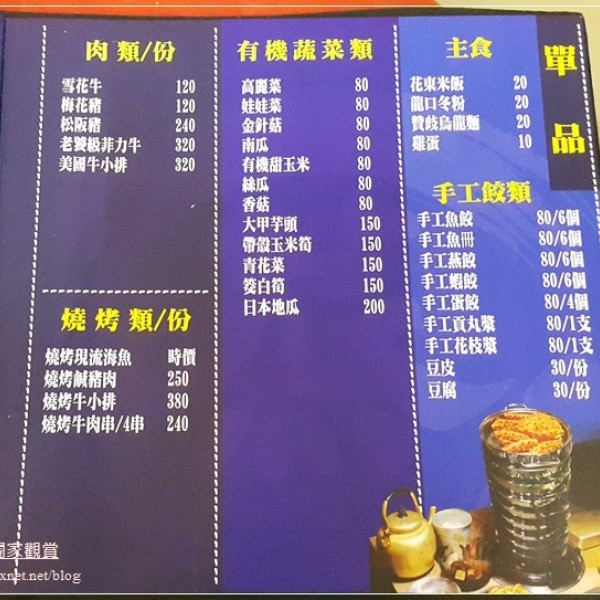 肉類/份
雪花牛 120
梅花豬 120
松阪豬 240
老饕級菲力牛 320
美國牛小排 320
燒烤類/份
燒烤現流海魚 時價
燒烤鹹豬肉 250
燒烤牛小排 380
燒烤牛肉串/4串 240
有機蔬菜類
高麗菜 80
娃娃菜 80
金針菇 80
南瓜 80
有機甜玉米 80
絲瓜 80
香菇 80
大甲芋頭 150
帶殼玉米筍 150
青花菜 150
筊白筍 150
日本地瓜 200
主食
花東米飯 20
龍口冬粉 20
贊歧烏龍麵 20
雞蛋 10
手工餃類
手工魚餃 80/6個
手工魚冊 80/6個
手工燕餃 80/6個
手工蝦餃 80/6個
手工蛋餃 80/4個
手工貢丸漿 80/1支
手工花枝漿 80/1支
豆皮 30/份
豆腐 30/份
單品
家觀賞
xnet.net/blog